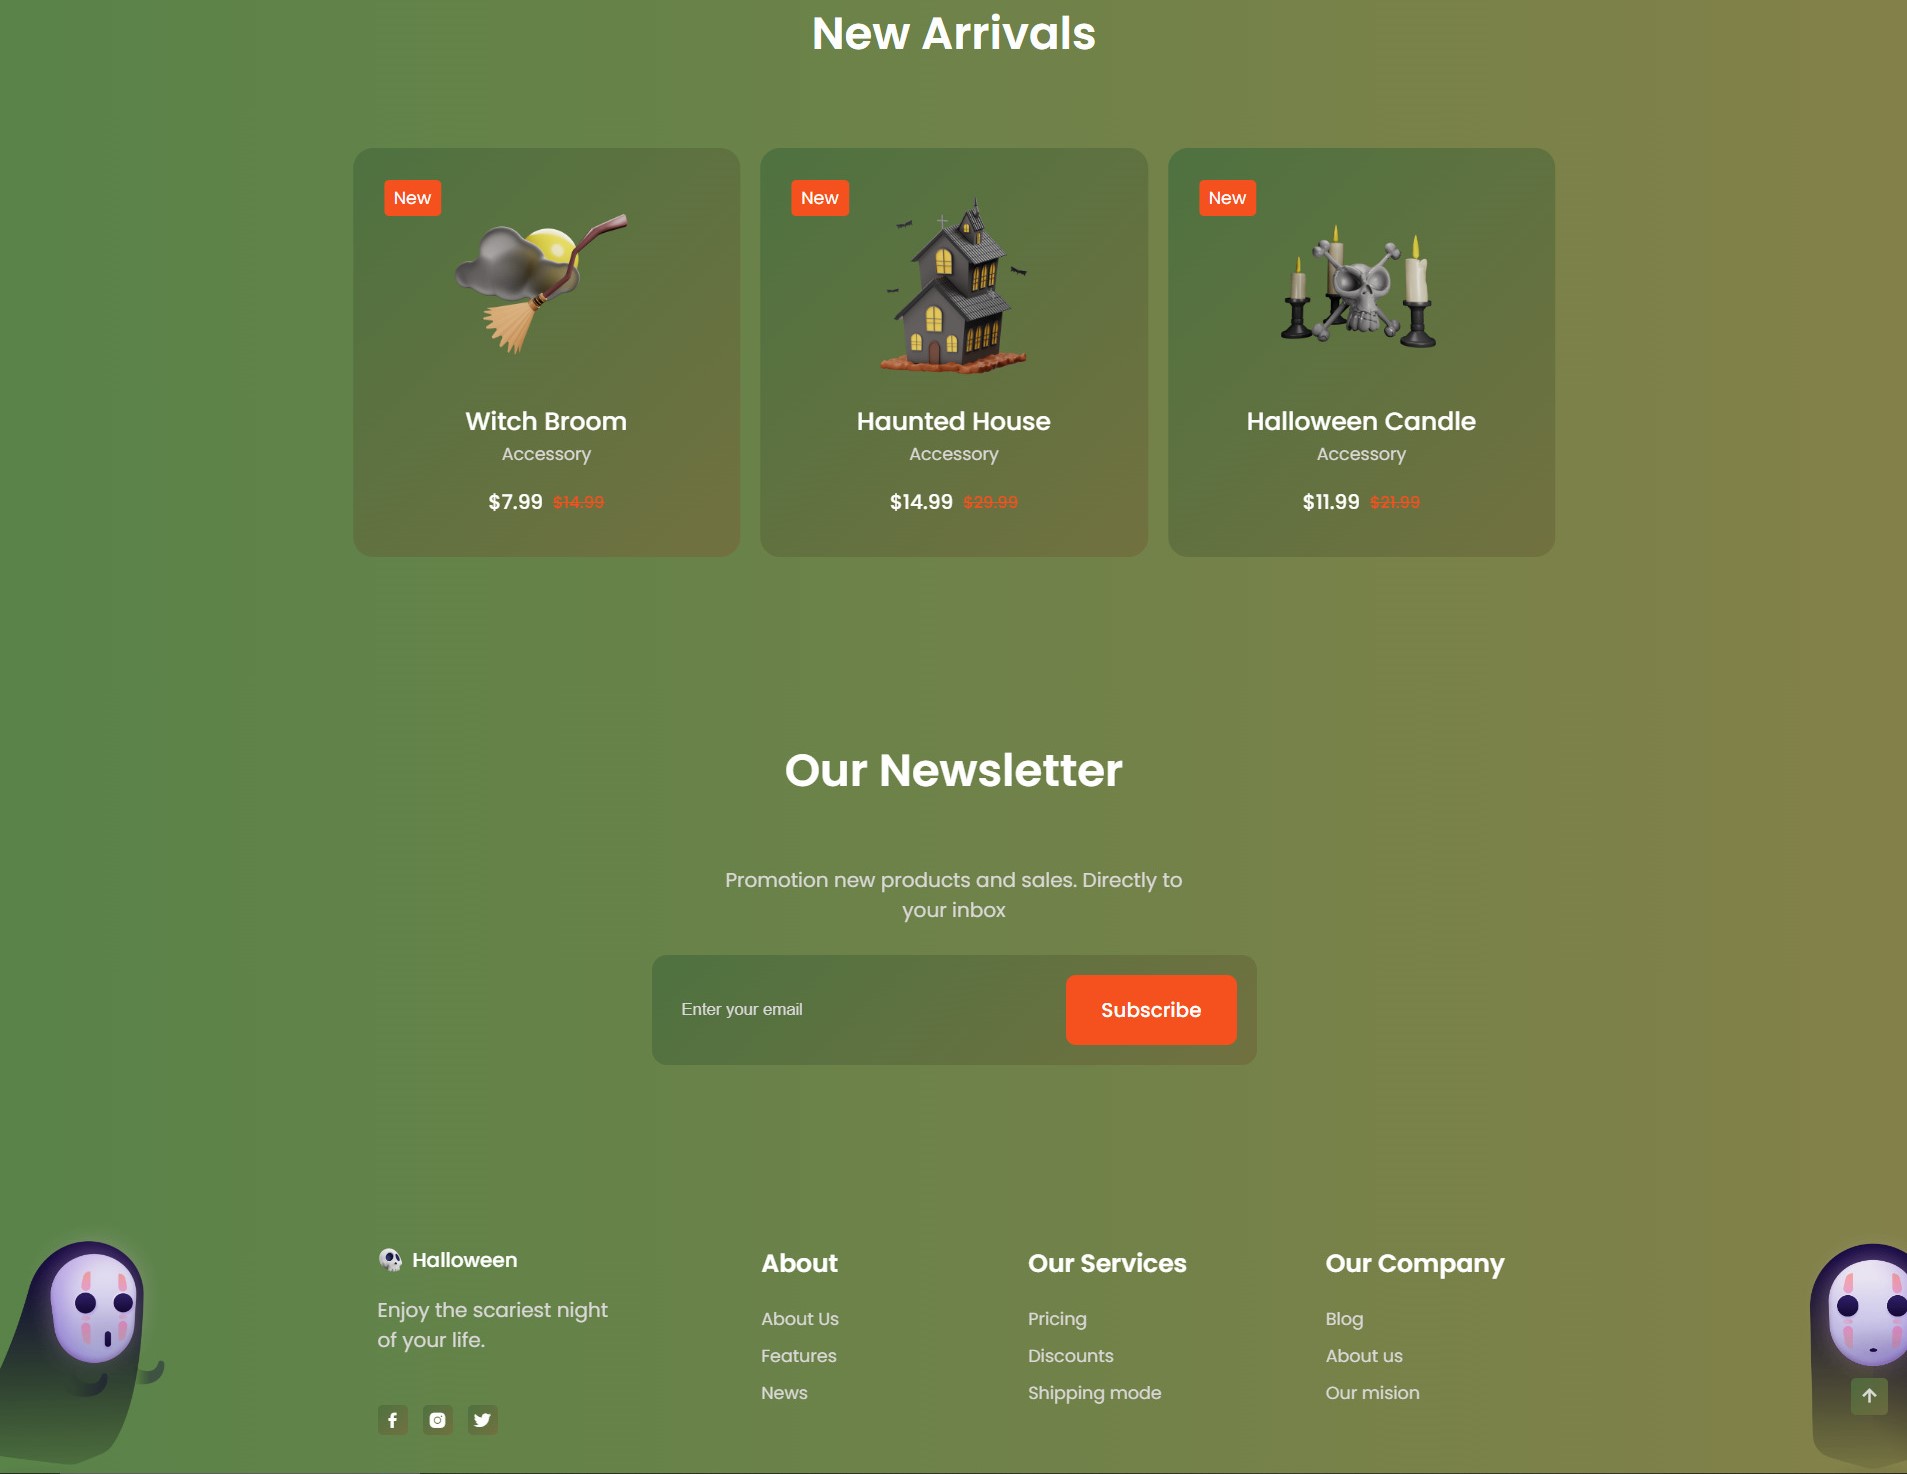 New Arrivals
New
New
New
Witch Broom
Accessory
$7.99 $14.99
Haunted House
Accessory
$14.99 $29.99
Halloween Candle
Accessory
$11.99 $21.99
Our Newsletter
Promotion new products and sales. Directly to
your inbox
Enter your email
Subscribe
Halloween
Enjoy the scariest night
of your life.
About
About Us
Features
News
Our Services
Pricing
Discounts
Shipping mode
Our Company
Blog
About us
Our mision